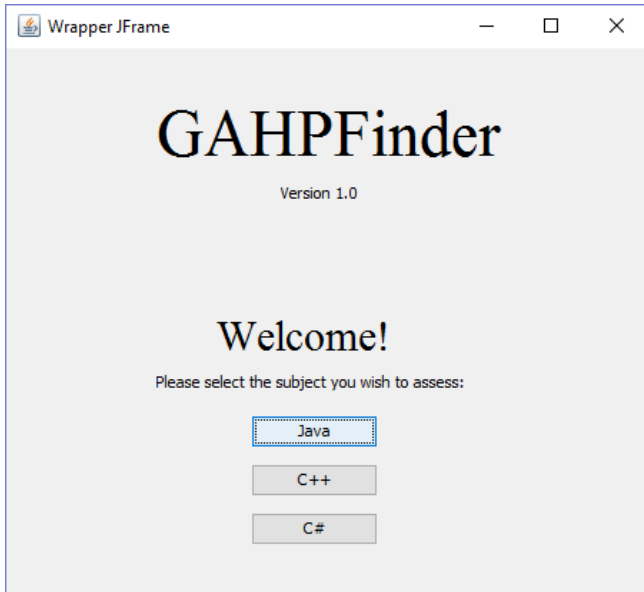 Wrapper JFrame
GAHPFinder
Version 1.0
Welcome!
Please select the subject you wish to assess:
Java
C++
C#